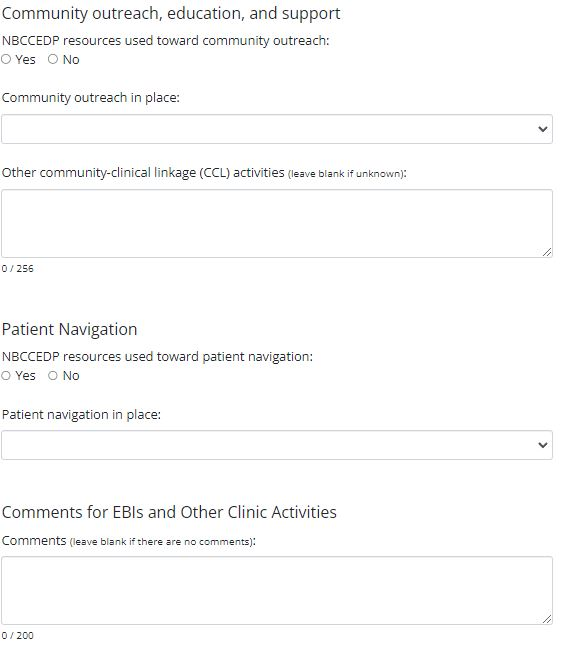 Community outreach, education, and support
NBCCEDP resources used toward community outreach:
Yes No
Community outreach in place:
Other community-clinical linkage (CCL) activities (leave blank if unknown):
0 / 256
Patient Navigation
NBCCEDP resources used toward patient navigation:
Yes No
Patient navigation in place:
Comments for EBIs and Other Clinic Activities
Comments (leave blank if there are no comments):
0 / 200